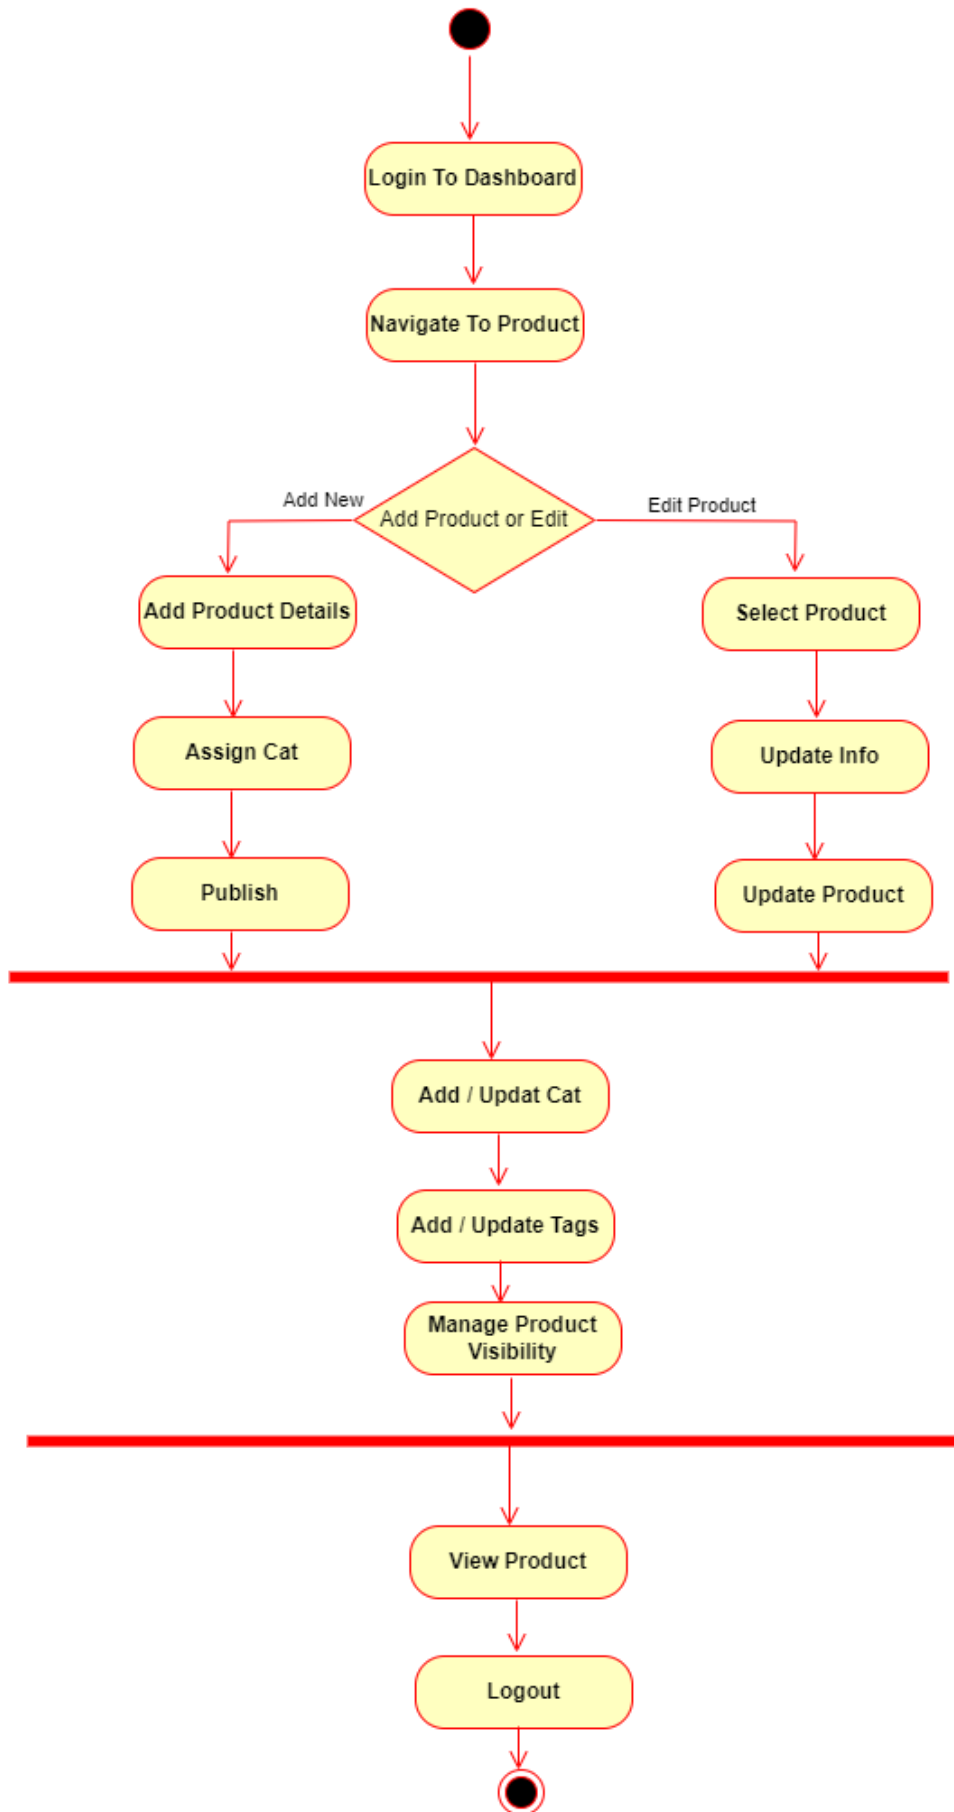 Login To Dashboard
Navigate To Product
Add New
Add Product or Edit
Edit Product
Add Product Details
Select Product
Assign Cat
Update Info
Publish
Update Product
Add / Updat Cat
Add / Update Tags
Manage Product
Visibility
View Product
Logout